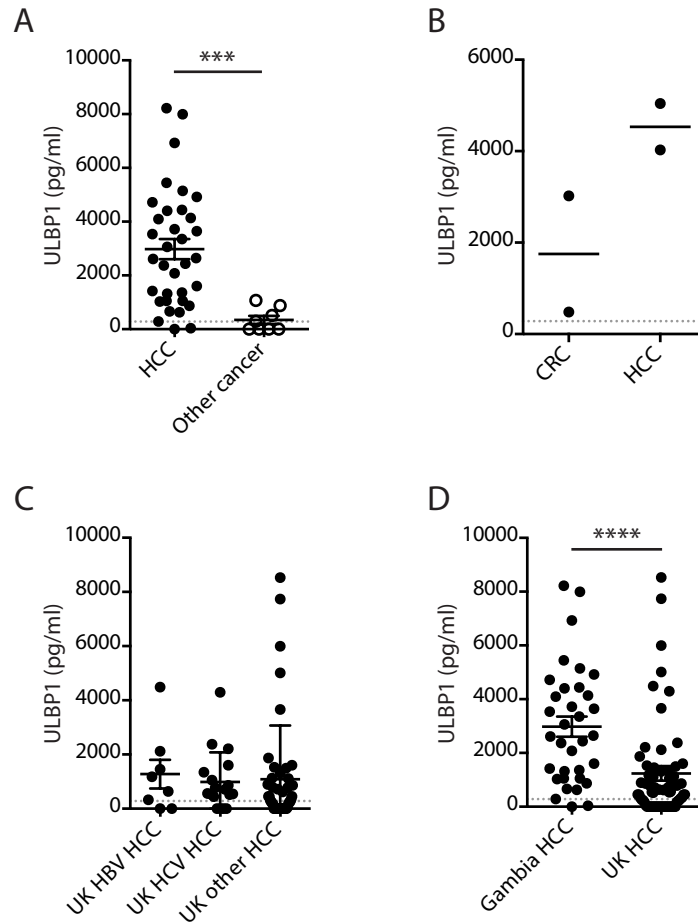 A
***
10000
8000
6000
4000
2000
0
ULBP1 (pg/ml)
HCC
Other cancer
B
6000
4000
2000
0
ULBP1 (pg/ml)
CRC
HCC
C
10000
8000
6000
4000
2000
0
ULBP1 (pg/ml)
UK HBV HCC
UK HCV HCC
UK other HCC
D
****
10000
8000
6000
4000
2000
0
ULBP1 (pg/ml)
Gambia HCC
UK HCC